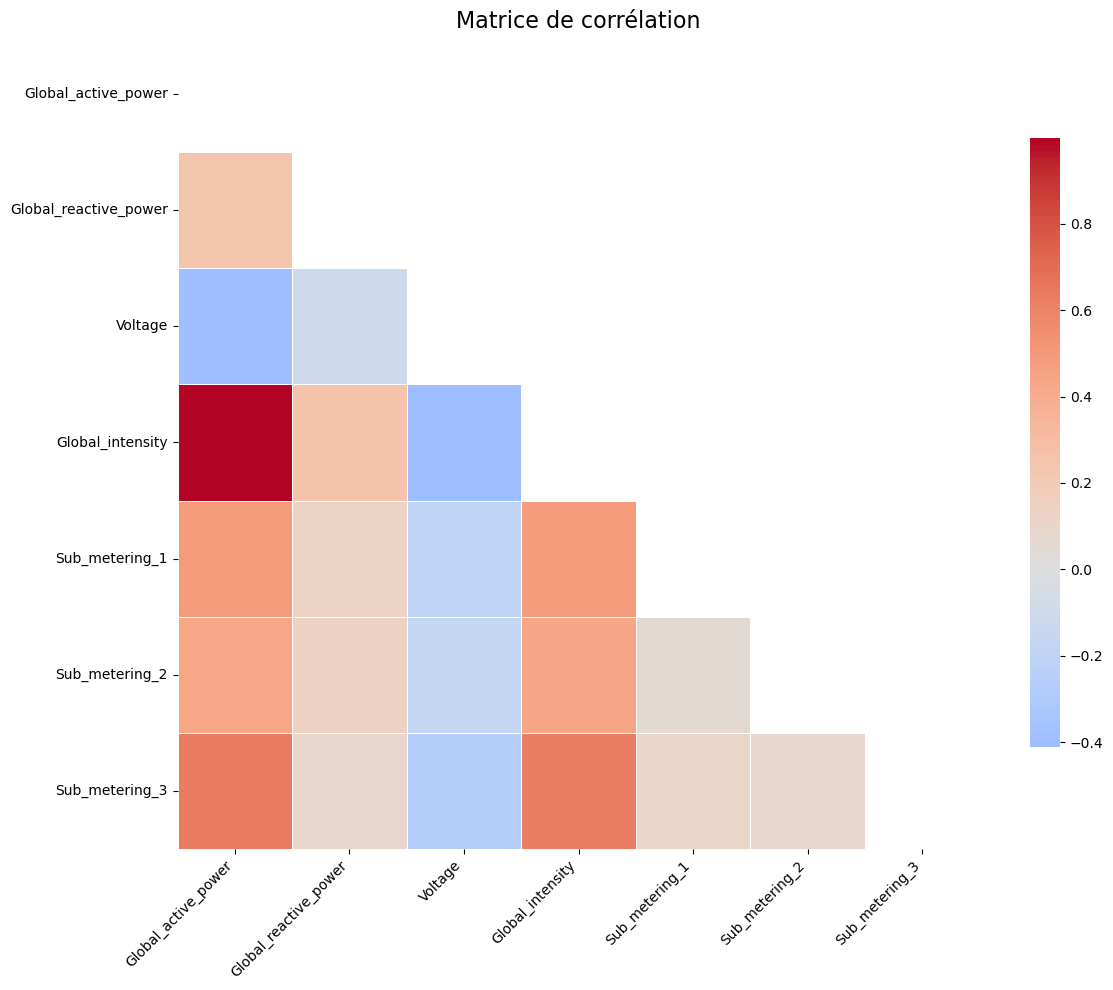 Matrice de corrélation
Global_active_power
Global_reactive_power
Voltage
Global_intensity
Sub_metering_1
Sub_metering_2
Sub_metering_3
Global_active_power
Global_reactive_power
Voltage
Global_intensity
Sub_metering_1
Sub_metering_2
Sub_metering_3
0.8
0.6
0.4
0.2
0.0
−0.2
−0.4